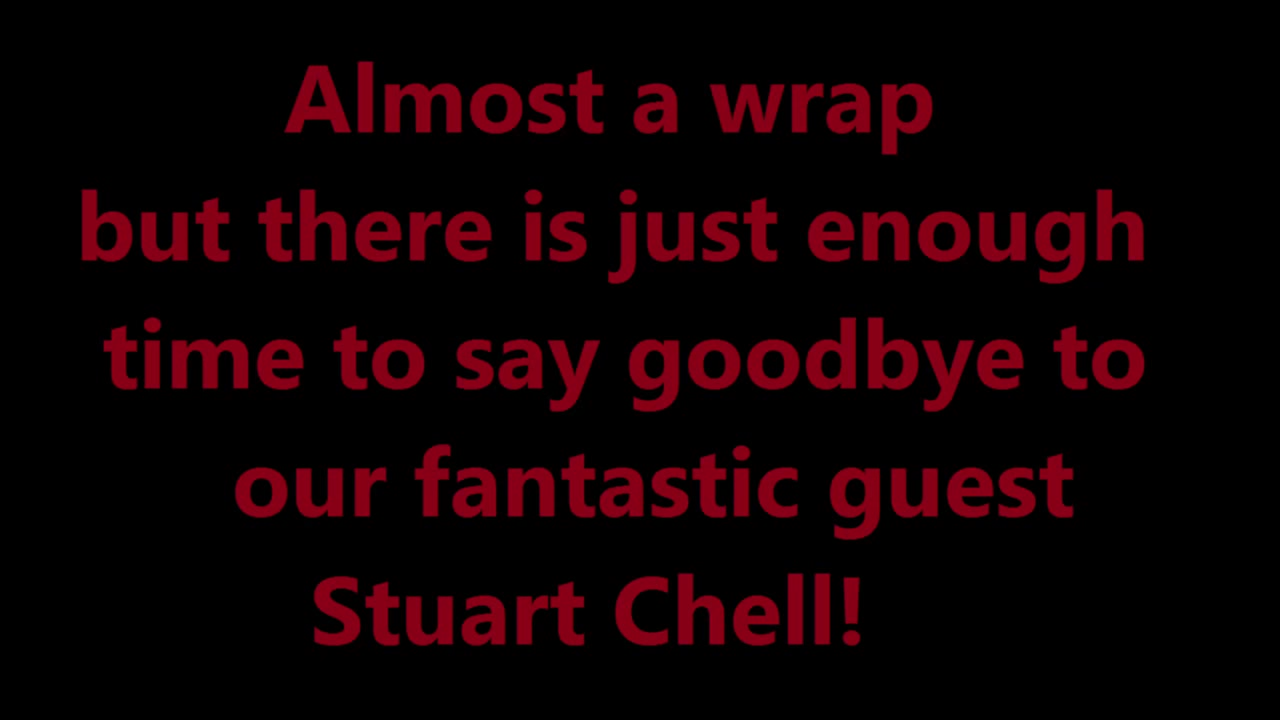 Almost a wrap
but there is just enough
time to say goodbye to
our fantastic guest
Stuart Chell!